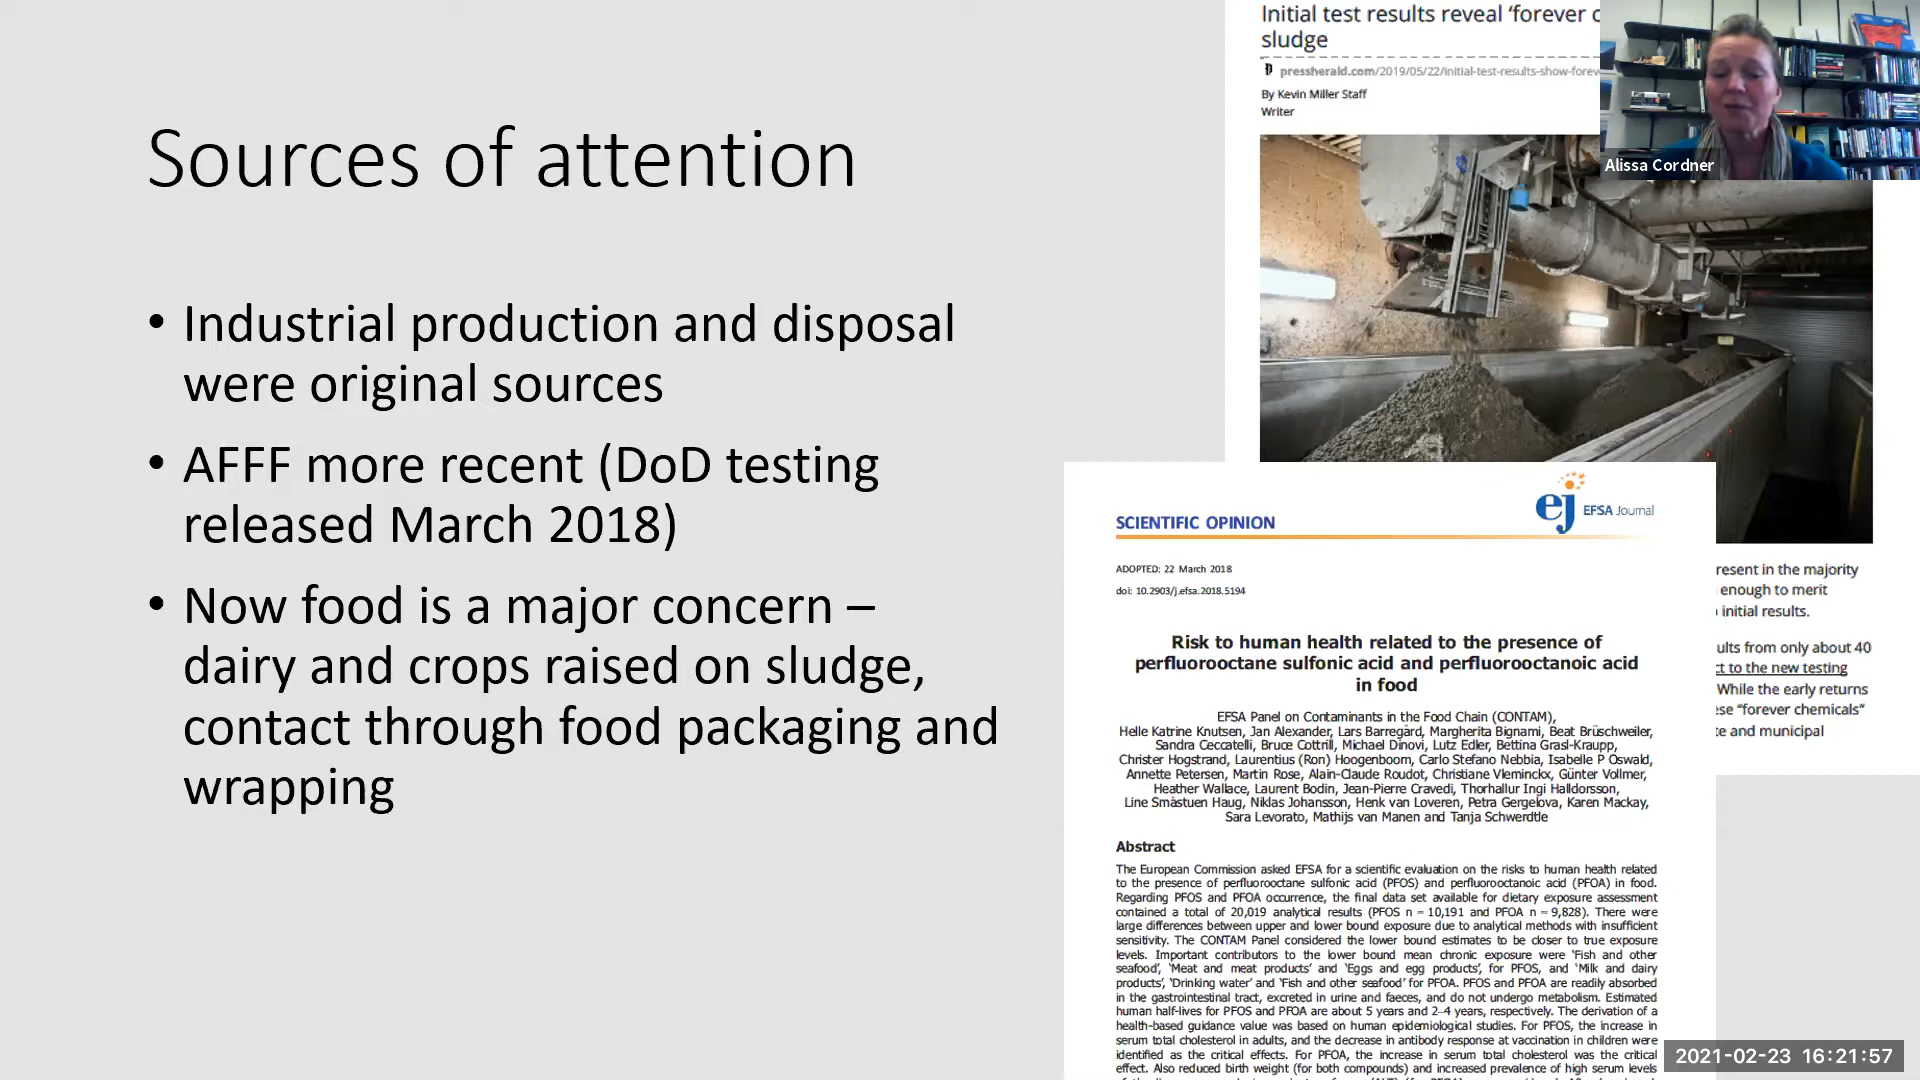 Sources of attention
• Industrial production and disposal
were original sources
• AFFF more recent (DoD testing
released March 2018)
• Now food is a major concern –
dairy and crops raised on sludge,
contact through food packaging and
wrapping
Initial test results reveal ‘forever
sludge
pressherald.com/2019/05/22/initial-test-results-show-forev
By Kevin Miller Staff
Writer
Alissa Cordner
resent in the majority
enough to merit
initial results.
ults from only about 40
ct to the new testing
While the early returns
ese “forever chemicals”
te and municipal
SCIENTIFIC OPINION
ej EFSA Journal
ADOPTED: 22 March 2018
doi: 10.2903/j.efsa.2018.5194
Risk to human health related to the presence of
perfluorooctane sulfonic acid and perfluorooctanoic acid
in food
EFSA Panel on Contaminants in the Food Chain (CONTAM),
Helle Katrine Knutsen, Jan Alexander, Lars Barregård, Margherita Bignami, Beat Brüschweiler,
Sandra Ceccatelli, Bruce Cottrill, Michael Dinovi, Lutz Edler, Bettina Grasl-Kraupp,
Christer Hogstrand, Laurentius (Ron) Hoogenboom, Carlo Stefano Nebbia, Isabelle P Oswald,
Annette Petersen, Martin Rose, Alain-Claude Roudot, Christiane Vleminckx, Günter Vollmer,
Heather Wallace, Laurent Bodin, Jean-Pierre Cravedi, Thorhallur Ingi Halldorsson,
Line Småstuen Haug, Niklas Johansson, Henk van Loveren, Petra Gergelova, Karen Mackay,
Sara Levorato, Mathijs van Manen and Tanja Schwerdtle
Abstract
The European Commission asked EFSA for a scientific evaluation on the risks to human health related
to the presence of perfluorooctane sulfonic acid (PFOS) and perfluorooctanoic acid (PFOA) in food.
Regarding PFOS and PFOA occurrence, the final data set available for dietary exposure assessment
contained a total of 20,019 analytical results (PFOS n = 10,191 and PFOA n = 9,828). There were
large differences between upper and lower bound exposure due to analytical methods with insufficient
sensitivity. The CONTAM Panel considered the lower bound estimates to be closer to true exposure
levels. Important contributors to the lower bound mean chronic exposure were ‘Fish and other
seafood’, ‘Meat and meat products’ and ‘Eggs and egg products’, for PFOS, and ‘Milk and dairy
products’, ‘Drinking water’ and ‘Fish and other seafood’ for PFOA. PFOS and PFOA are readily absorbed
in the gastrointestinal tract, excreted in urine and faeces, and do not undergo metabolism. Estimated
human half-lives for PFOS and PFOA are about 5 years and 2–4 years, respectively. The derivation of a
health-based guidance value was based on human epidemiological studies. For PFOS, the increase in
serum total cholesterol in adults, and the decrease in antibody response at vaccination in children were
identified as the critical effects. For PFOA, the increase in serum total cholesterol was the critical
effect. Also reduced birth weight (for both compounds) and increased prevalence of high serum levels
2021-02-23 16:21:57